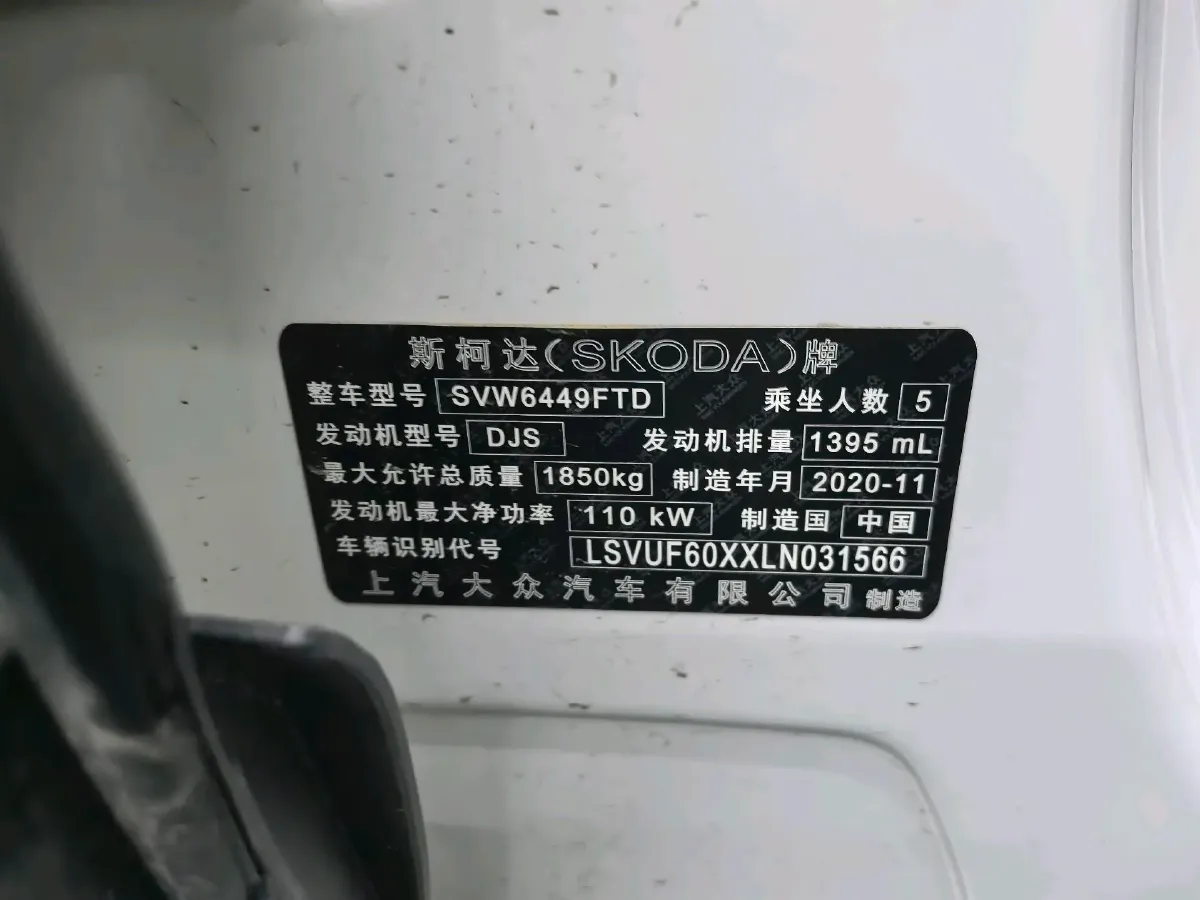 斯柯达(SKODA)牌
整车型号 SVW6449FTD 乘坐人数 5
发动机型号 DJS 发动机排量 1395 mL
最大允许总质量 1850kg 制造年月 2020-11
发动机最大净功率 110 kW 制造国 中国
车辆识别代号 LSVUF60XXLN031566
上汽大众汽车有限公司 制造